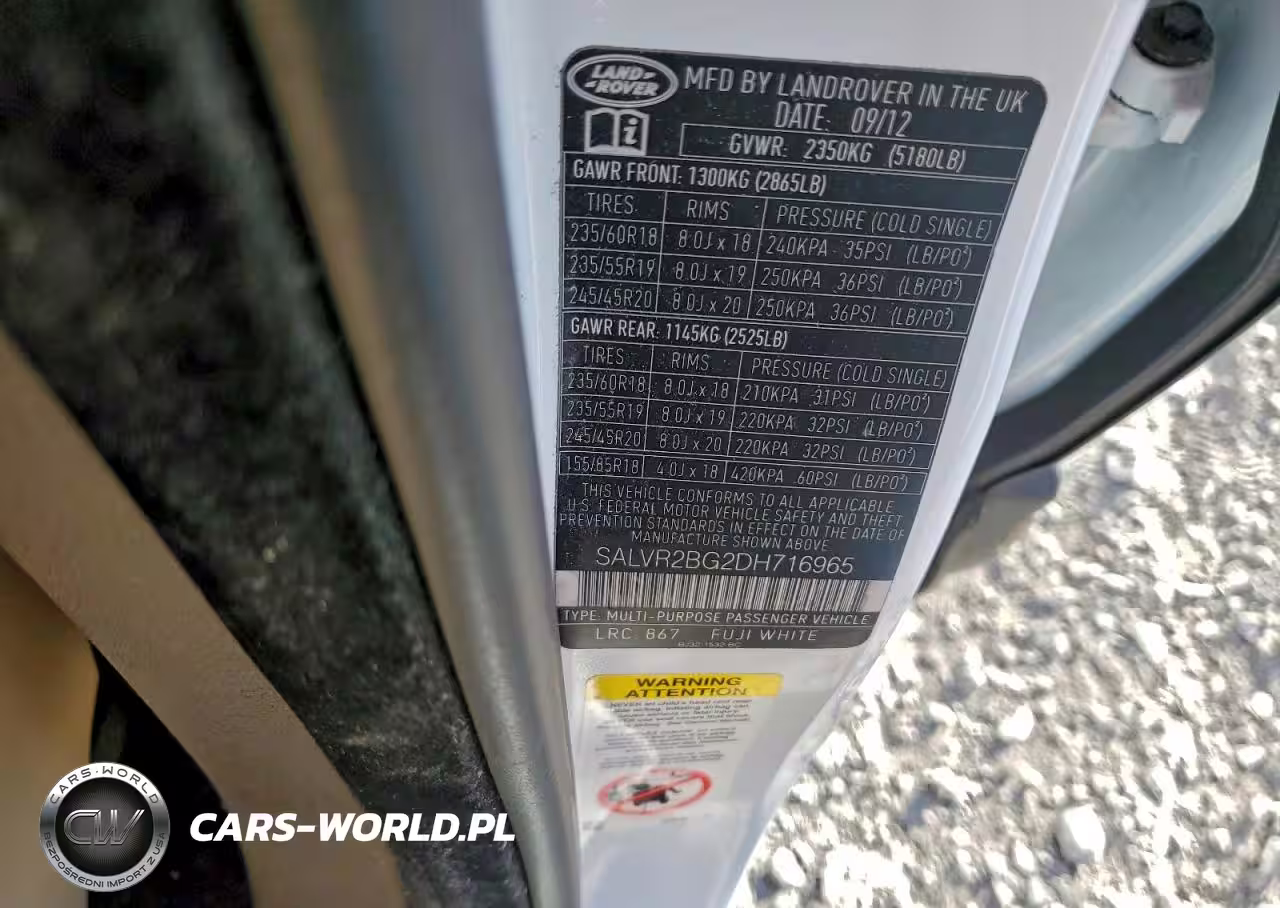 LAND-
-ROVER
MFD BY LANDROVER IN THE UK
DATE: 09/12
GVWR: 2350KG (5180LB)
GAWR FRONT: 1300KG (2865LB)
TIRES RIMS PRESSURE (COLD SINGLE)
235/60R18 8.0J x 18 240KPA 35PSI (LB/PO²)
235/55R19 8.0J x 19 250KPA 36PSI (LB/PO²)
245/45R20 8.0J x 20 250KPA 36PSI (LB/PO²)
GAWR REAR: 1145KG (2525LB)
TIRES RIMS PRESSURE (COLD SINGLE)
235/60R18 8.0J x 18 210KPA 31PSI (LB/PO²)
235/55R19 8.0J x 19 220KPA 32PSI (LB/PO²)
245/45R20 8.0J x 20 220KPA 32PSI (LB/PO²)
155/85R18 4.0J x 18 420KPA 60PSI (LB/PO²)
THIS VEHICLE CONFORMS TO ALL APPLICABLE
U.S. FEDERAL MOTOR VEHICLE SAFETY AND THEFT
PREVENTION STANDARDS IN EFFECT ON THE DATE OF
MANUFACTURE SHOWN ABOVE
SALVR2BG2DH716965
TYPE: MULTI-PURPOSE PASSENGER VEHICLE
LRC 867 FUJI WHITE
WARNING
ATTENTION
CARS-WORLD
CW
BEZPOŚREDNI IMPORT Z USA
CARS-WORLD.PL